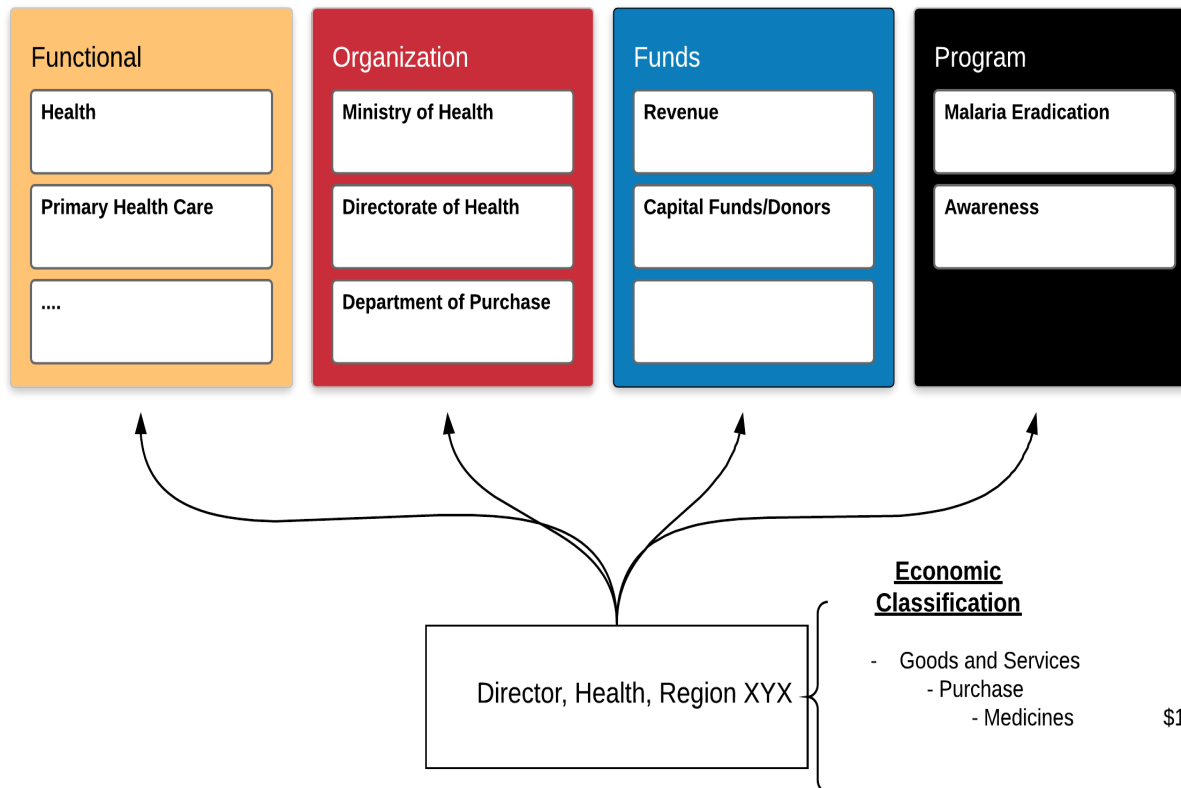 Functional
Health
Primary Health Care
....
Organization
Ministry of Health
Directorate of Health
Department of Purchase
Funds
Revenue
Capital Funds/Donors
Program
Malaria Eradication
Awareness
Director, Health, Region XYX
Economic
Classification
- Goods and Services
- Purchase
- Medicines $1